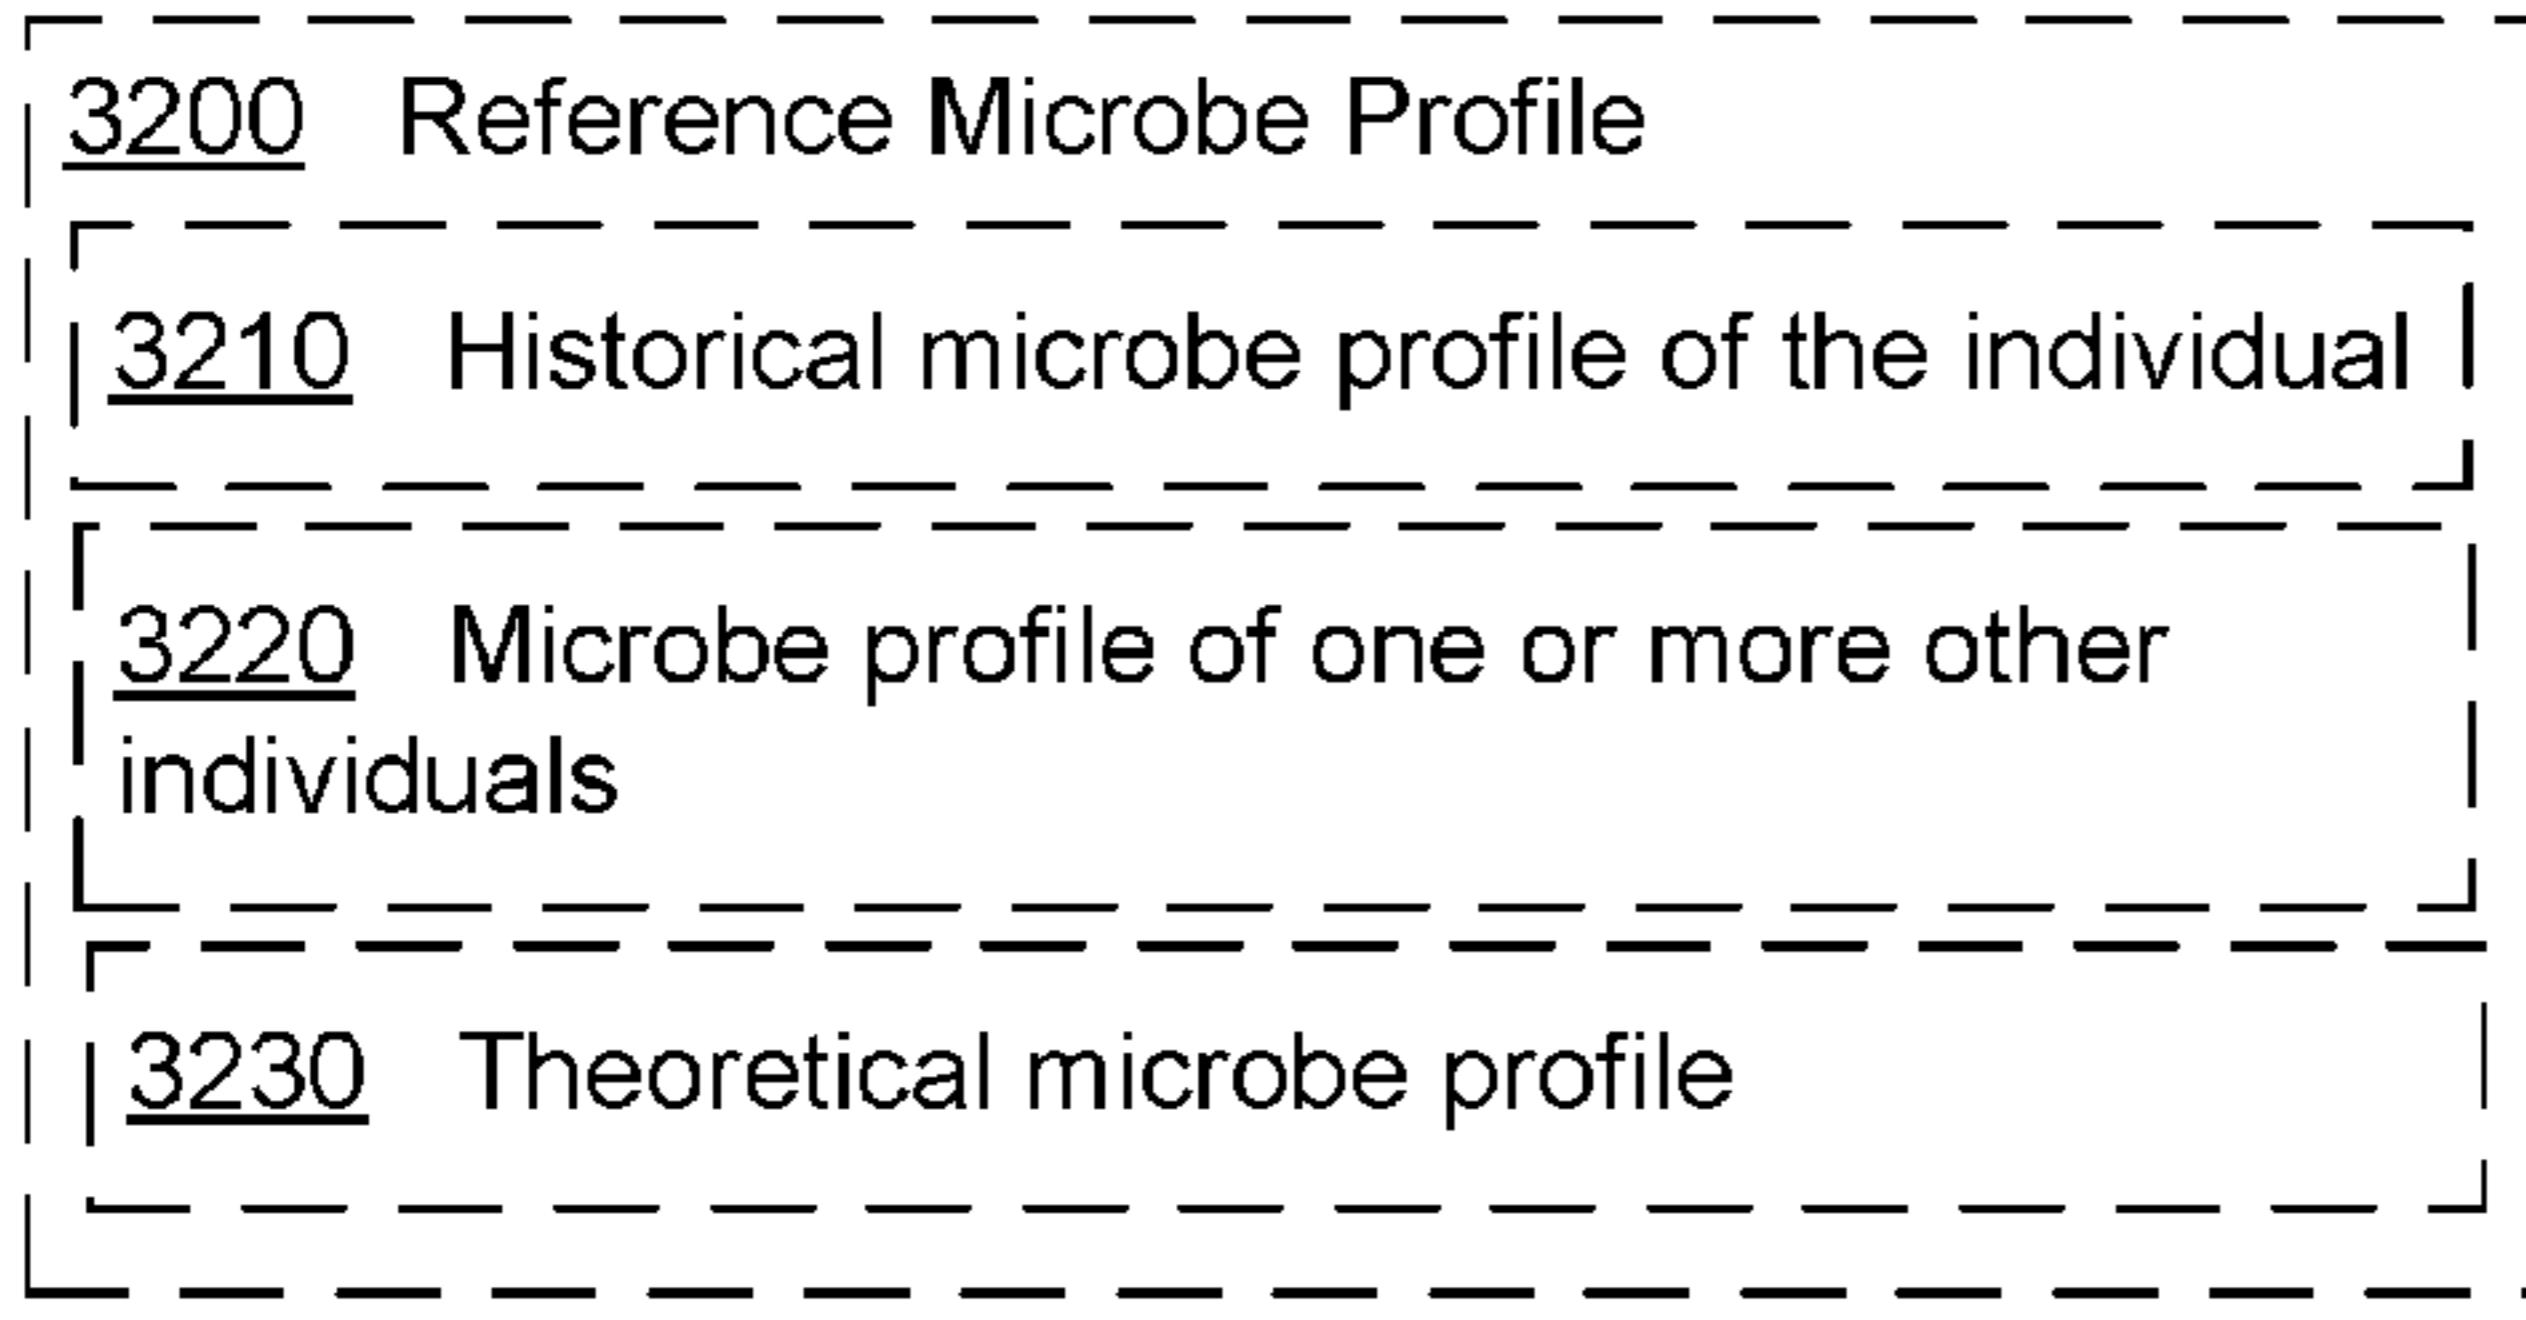 3200 Reference Microbe Profile
3210 Historical microbe profile of the individual
3220 Microbe profile of one or more other
individuals
3230 Theoretical microbe profile